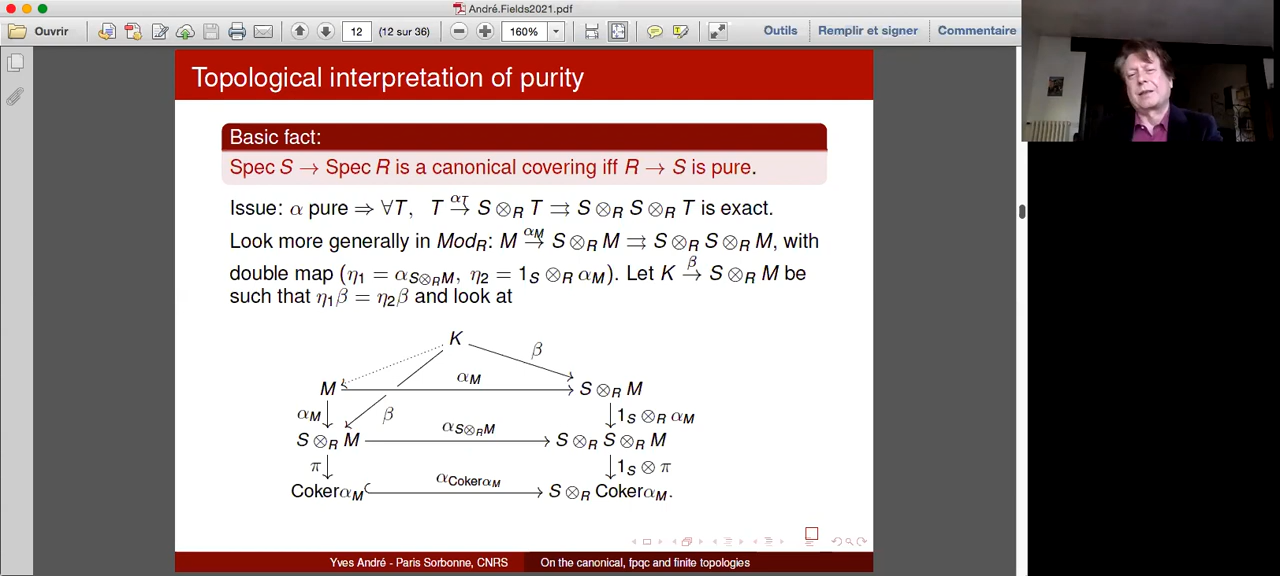 André.Fields2021.pdf
Ouvrir 12 (12 sur 36) 160% Outils Remplir et signer Commentaire
Topological interpretation of purity
Basic fact:
Spec S → Spec R is a canonical covering iff R → S is pure.
Issue: α pure ⇒ ∀T, T →^{α_T} S ⊗_R T ⇉ S ⊗_R S ⊗_R T is exact.
Look more generally in Mod_R: M →^{α_M} S ⊗_R M ⇉ S ⊗_R S ⊗_R M, with
double map (η₁ = α_{S⊗_R M}, η₂ = 1_S ⊗_R α_M). Let K →^β S ⊗_R M be
such that η₁β = η₂β and look at
K
β
M α_M S ⊗_R M
α_M β 1_S ⊗_R α_M
S ⊗_R M α_{S⊗_R M} S ⊗_R S ⊗_R M
π 1_S ⊗ π
Coker α_M α_{Coker α_M} S ⊗_R Coker α_M.
Yves André - Paris Sorbonne, CNRS On the canonical, fpqc and finite topologies